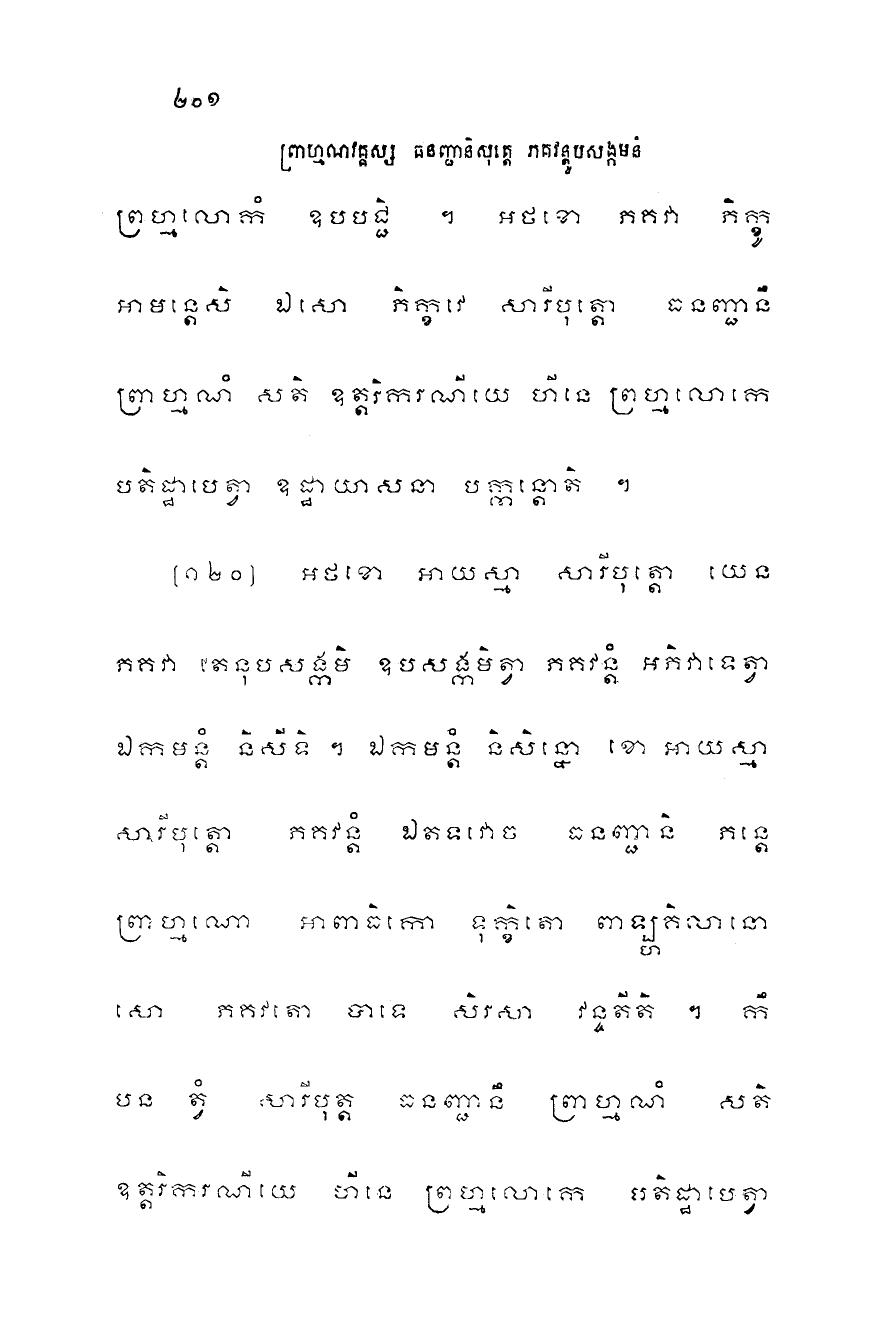 ២០១
ព្រាហ្មណវគ្គស្ស ធនញ្ជានិសុត្តេ ភគវន្តូបសង្កមនំ
ព្រហ្មលោកំ ឧបបជ្ជិ ។ អថខោ ភគវា ភិក្ខូ
អាមន្តេសិ ឯសោ ភិក្ខវេ សារីបុត្តោ ធនញ្ជានឹ
ព្រាហ្មណំ សតិ ឧត្តរិករណីយេ ហីនេ ព្រហ្មលោកេ
បតិដ្ឋាបេត្វា ឧដ្ឋាយាសនា បក្កន្តោតិ ។
[១២០] អថខោ អាយស្មា សារីបុត្តោ យេន
ភគវា តេនុបសង្កមិ ឧបសង្កមិត្វា ភគវន្តំ អភិវាទេត្វា
ឯកមន្តំ និសីទិ ។ ឯកមន្តំ និសិន្នោ ខោ អាយស្មា
សារីបុត្តោ ភគវន្តំ ឯតទវោច ធនញ្ជានិ ភន្តេ
ព្រាហ្មណោ អាពាធិកោ ទុក្ខិតោ ពាឡ្ហគិលានោ
សោ ភគវតោ បាទេ សិរសា វន្ទតីតិ ។ កឹ
បន ត្វំ សារីបុត្ត ធនញ្ជានឹ ព្រាហ្មណំ សតិ
ឧត្តរិករណីយេ ហីនេ ព្រហ្មលោកេ បតិដ្ឋាបេត្វា